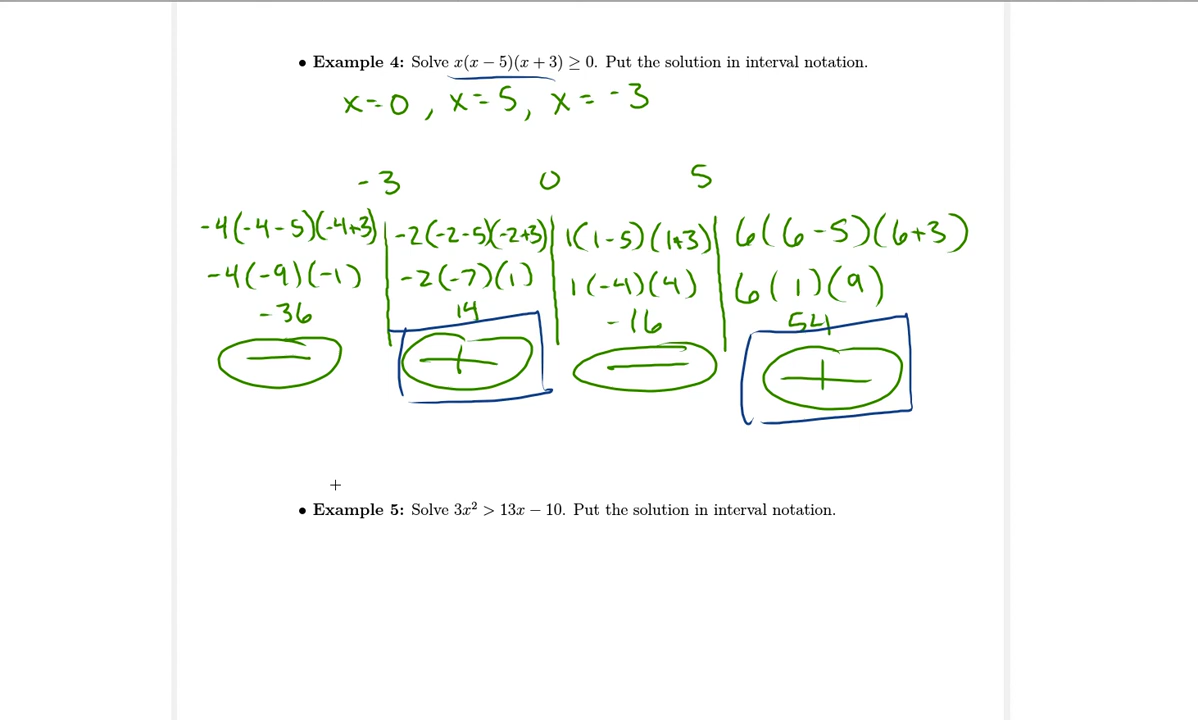 • Example 4: Solve x(x − 5)(x + 3) ≥ 0. Put the solution in interval notation.
x=0 , x=5, x=-3
-3 0 5
-4(-4-5)(-4+3) | -2(-2-5)(-2+3) | 1(1-5)(1+3) | 6(6-5)(6+3)
-4(-9)(-1) | -2(-7)(1) | 1(-4)(4) | 6(1)(9)
-36 14 -16 54
− + − +
• Example 5: Solve 3x² > 13x − 10. Put the solution in interval notation.